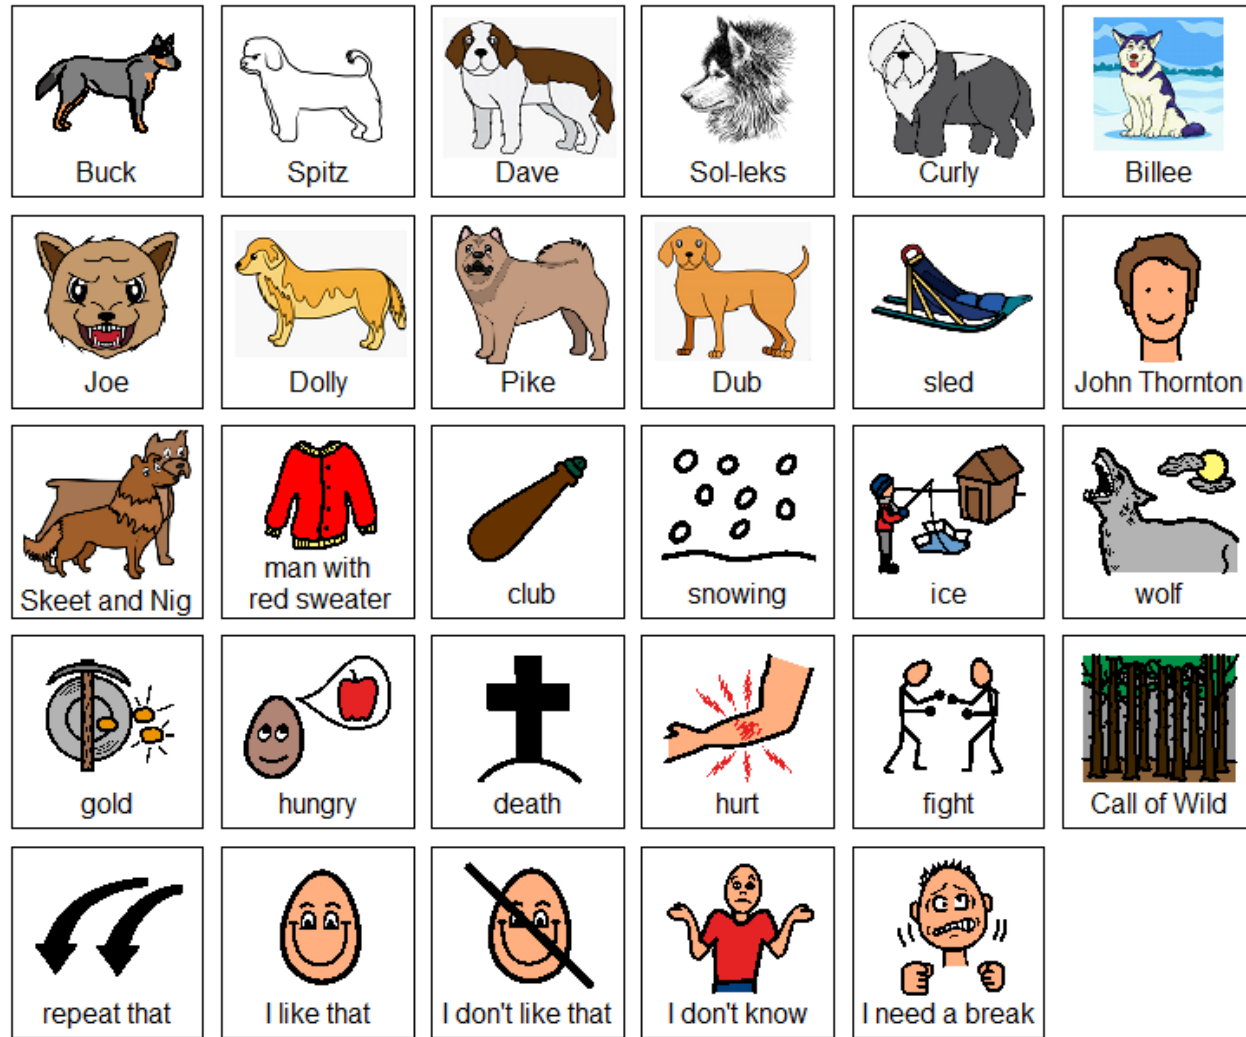 Buck
Spitz
Dave
Sol-leks
Curly
Billee
Joe
Dolly
Pike
Dub
sled
John Thornton
Skeet and Nig
man with
red sweater
club
snowing
ice
wolf
gold
hungry
death
hurt
fight
Call of Wild
repeat that
I like that
I don't like that
I don't know
I need a break